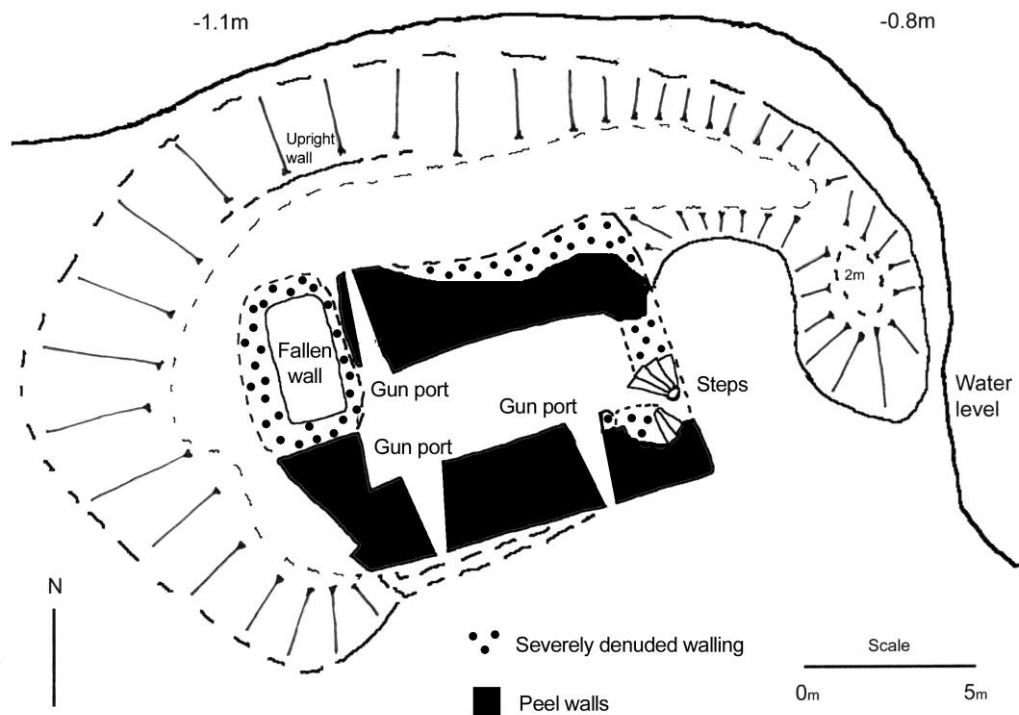 -1.1m
-0.8m
Upright
wall
2m
Fallen
wall
Gun port
Steps
Gun port
Water
level
Gun port
N
Severely denuded walling
Scale
Peel walls
0m
5m